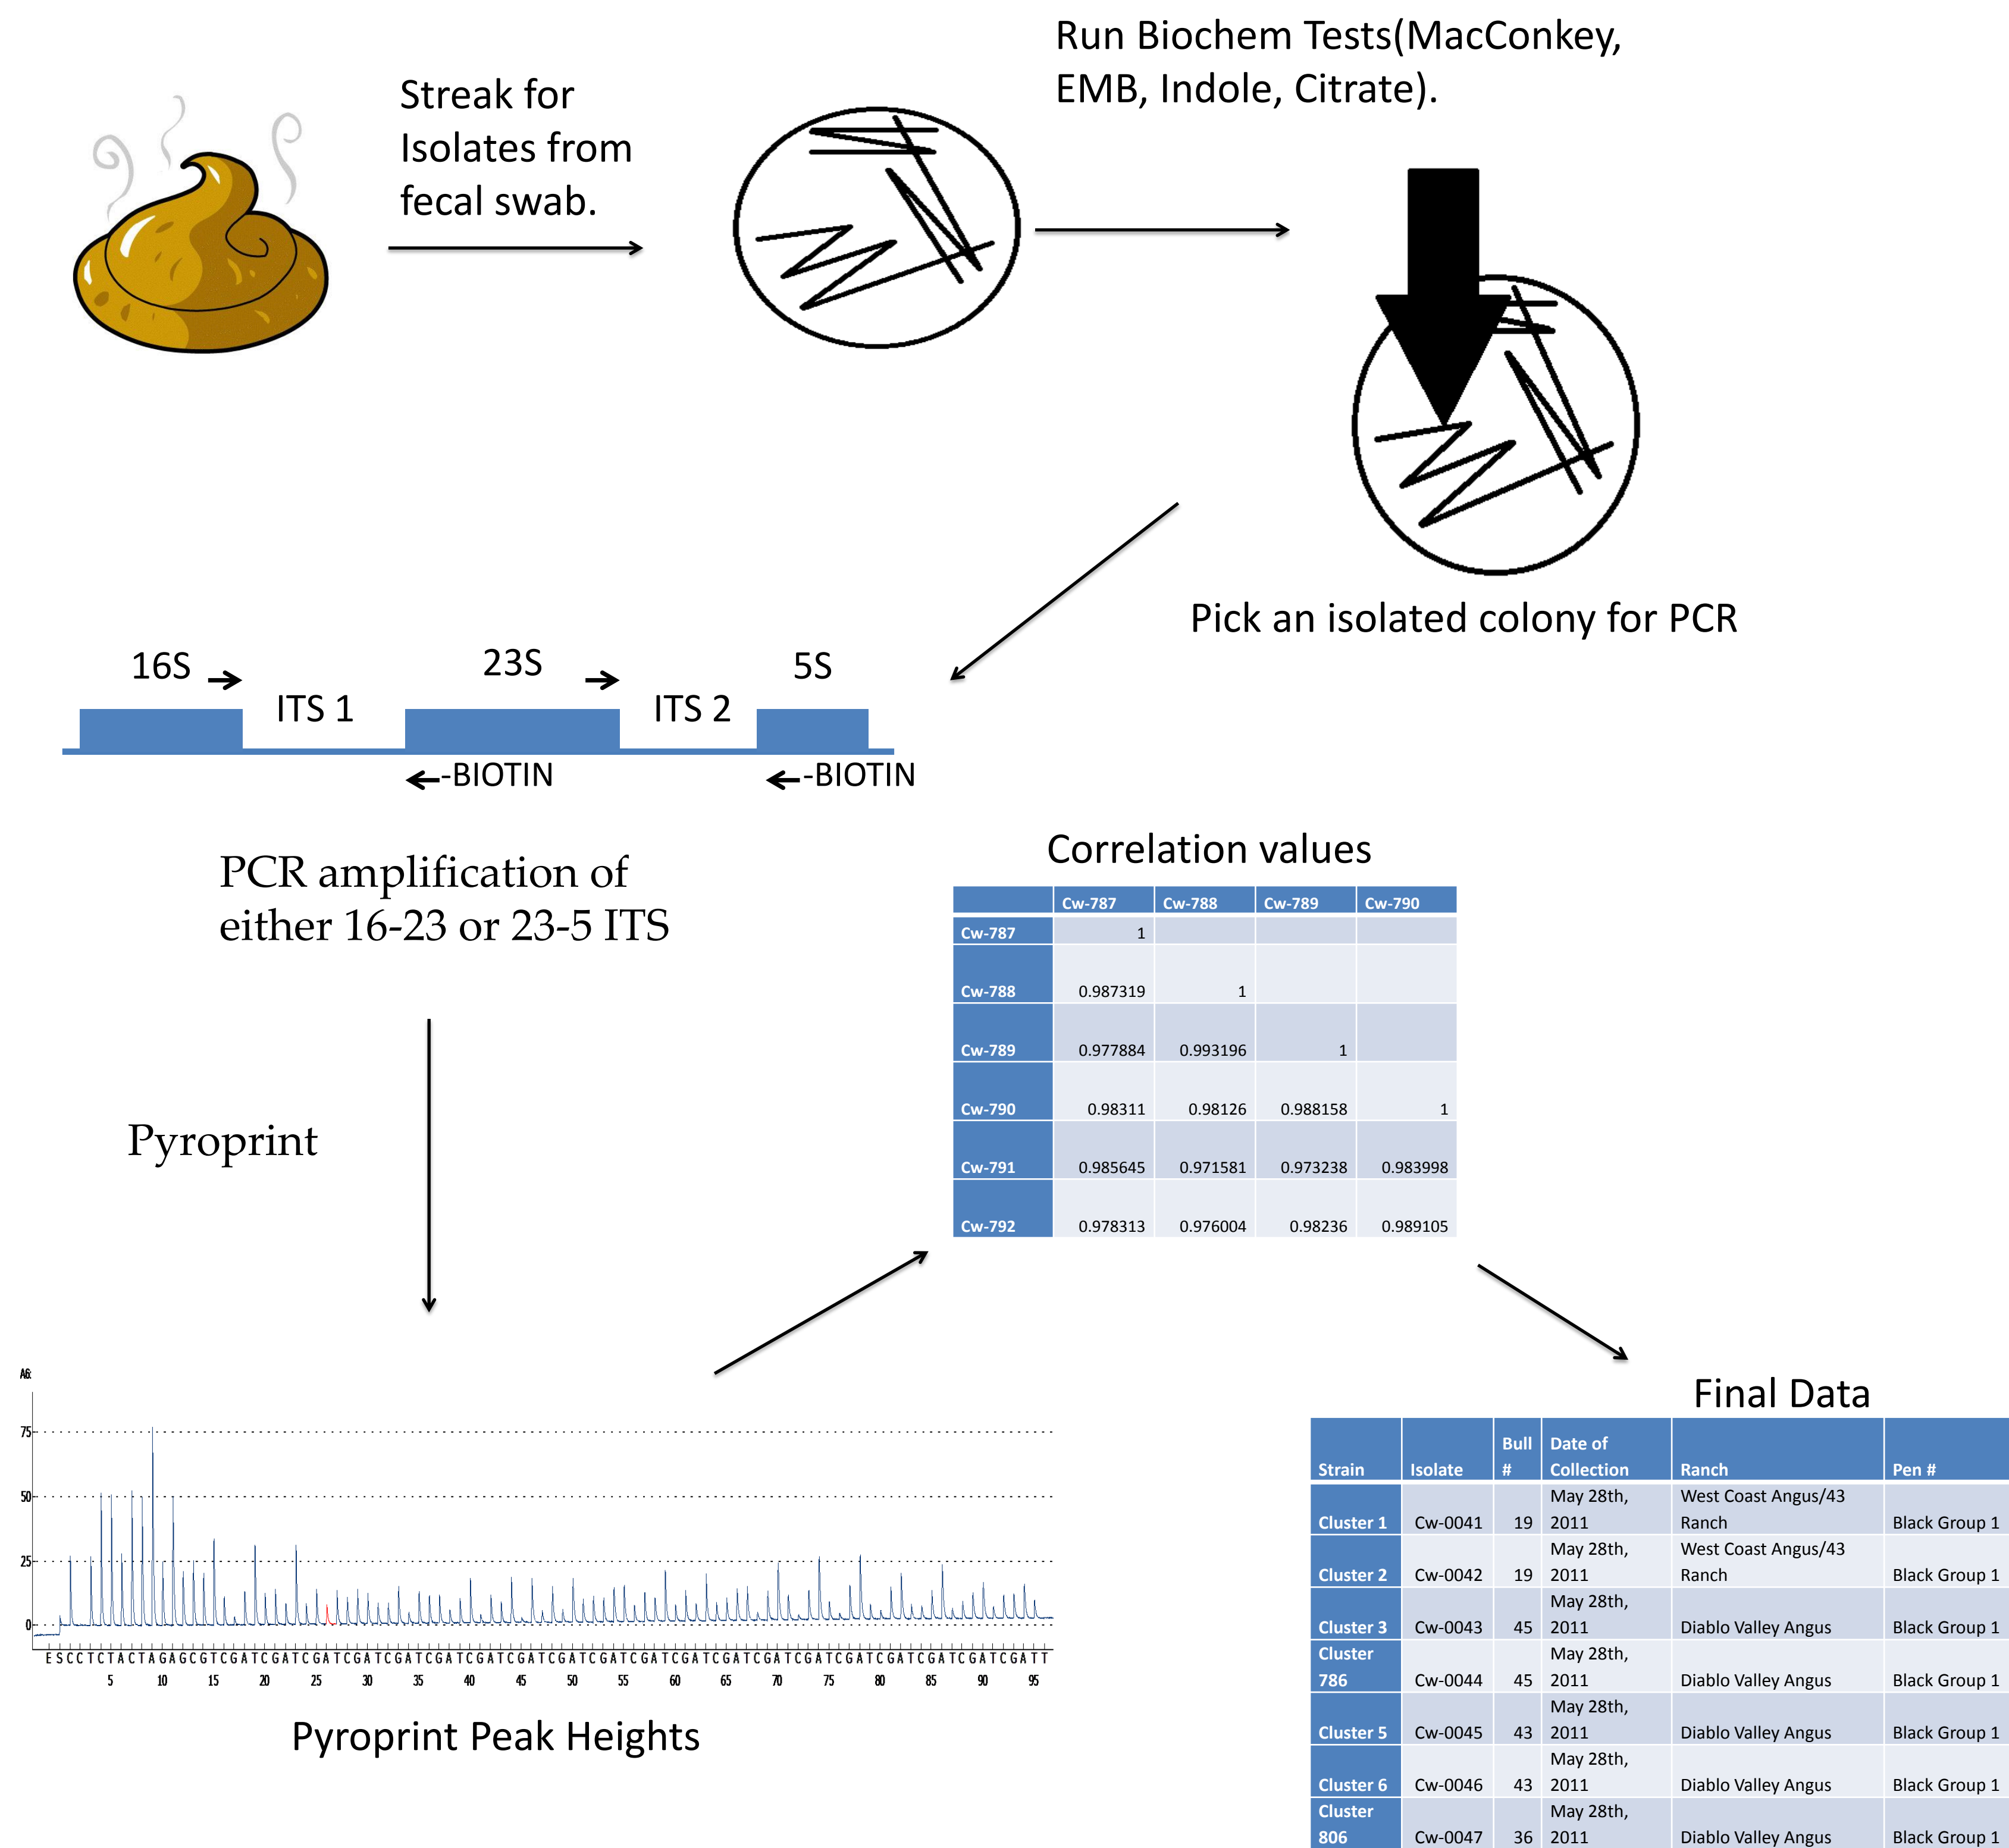 Run Biochem Tests(MacConkey,
EMB, Indole, Citrate).
Streak for
Isolates from
fecal swab.
Pick an isolated colony for PCR
16S
23S
5S
ITS 1
ITS 2
-BIOTIN
-BIOTIN
PCR amplification of
either 16-23 or 23-5 ITS
Pyroprint
Correlation values
Cw-787 Cw-788 Cw-789 Cw-790
Cw-787 1
Cw-788 0.987319 1
Cw-789 0.977884 0.993196 1
Cw-790 0.98311 0.98126 0.988158 1
Cw-791 0.985645 0.971581 0.973238 0.983998
Cw-792 0.978313 0.976004 0.98236 0.989105
75
50
25
0
E S C C T C T A C T A G A G C G T C G A T C G A T C G A T C G A T C G A T C G A T C G A T C G A T C G A T C G A T C G A T C G A T C G A T C G A T C G A T C G A T C G A T C G A T C G A T C G A T T
5 10 15 20 25 30 35 40 45 50 55 60 65 70 75 80 85 90 95
Pyroprint Peak Heights
Final Data
Bull Date of
Strain Isolate # Collection Ranch Pen #
May 28th, West Coast Angus/43
Cluster 1 Cw-0041 19 2011 Ranch Black Group 1
May 28th, West Coast Angus/43
Cluster 2 Cw-0042 19 2011 Ranch Black Group 1
May 28th,
Cluster 3 Cw-0043 45 2011 Diablo Valley Angus Black Group 1
Cluster May 28th,
786 Cw-0044 45 2011 Diablo Valley Angus Black Group 1
May 28th,
Cluster 5 Cw-0045 43 2011 Diablo Valley Angus Black Group 1
May 28th,
Cluster 6 Cw-0046 43 2011 Diablo Valley Angus Black Group 1
Cluster May 28th,
806 Cw-0047 36 2011 Diablo Valley Angus Black Group 1